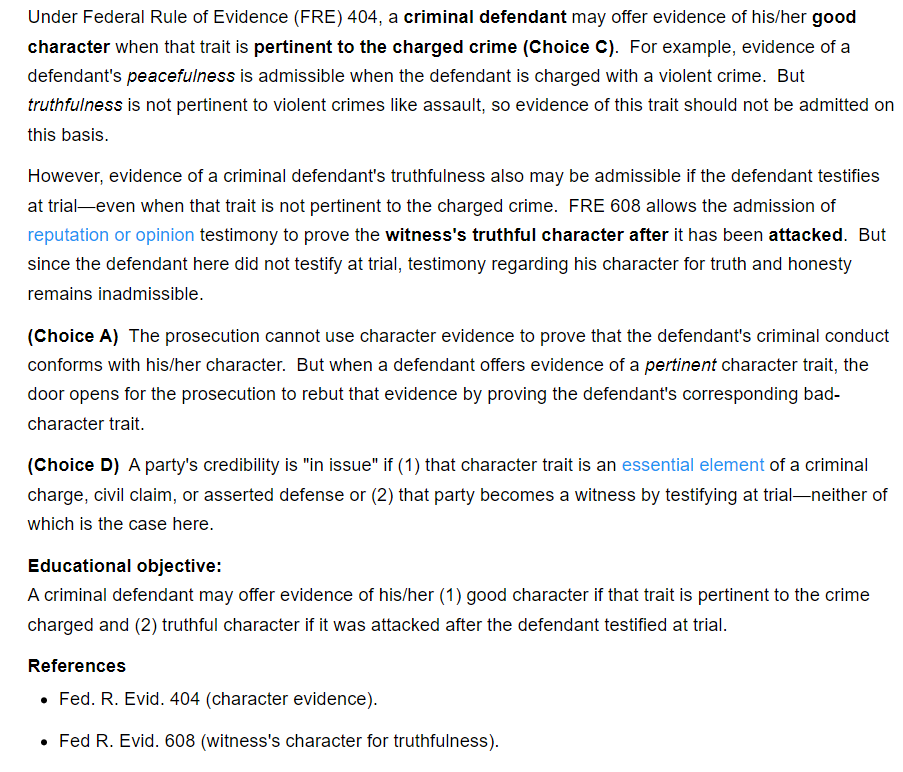 Under Federal Rule of Evidence (FRE) 404, a criminal defendant may offer evidence of his/her good
character when that trait is pertinent to the charged crime (Choice C).  For example, evidence of a
defendant's peacefulness is admissible when the defendant is charged with a violent crime.  But
truthfulness is not pertinent to violent crimes like assault, so evidence of this trait should not be admitted on
this basis.
However, evidence of a criminal defendant's truthfulness also may be admissible if the defendant testifies
at trial—even when that trait is not pertinent to the charged crime.  FRE 608 allows the admission of
reputation or opinion testimony to prove the witness's truthful character after it has been attacked.  But
since the defendant here did not testify at trial, testimony regarding his character for truth and honesty
remains inadmissible.
(Choice A)  The prosecution cannot use character evidence to prove that the defendant's criminal conduct
conforms with his/her character.  But when a defendant offers evidence of a pertinent character trait, the
door opens for the prosecution to rebut that evidence by proving the defendant's corresponding bad-
character trait.
(Choice D)  A party's credibility is "in issue" if (1) that character trait is an essential element of a criminal
charge, civil claim, or asserted defense or (2) that party becomes a witness by testifying at trial—neither of
which is the case here.
Educational objective:
A criminal defendant may offer evidence of his/her (1) good character if that trait is pertinent to the crime
charged and (2) truthful character if it was attacked after the defendant testified at trial.
References
• Fed. R. Evid. 404 (character evidence).
• Fed R. Evid. 608 (witness's character for truthfulness).